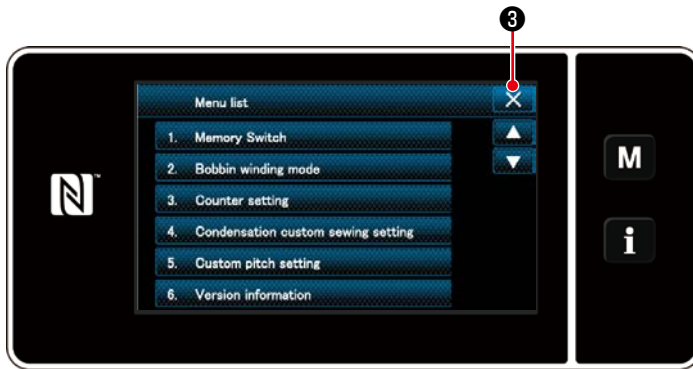 ❸
Menu list
1. Memory Switch
2. Bobbin winding mode
3. Counter setting
4. Condensation custom sewing setting
5. Custom pitch setting
6. Version information
M
i